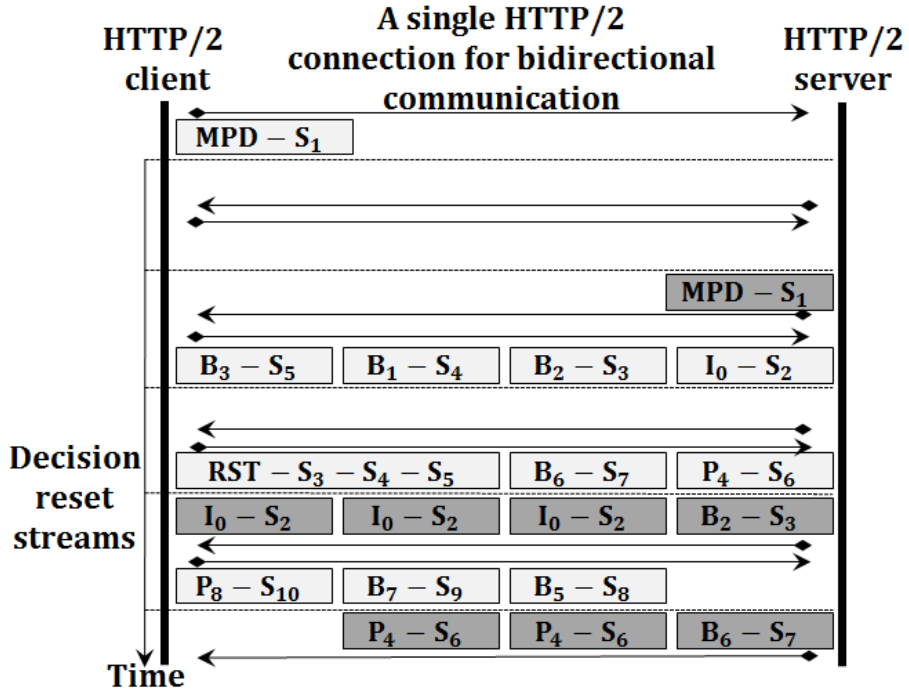 HTTP/2
client
A single HTTP/2
connection for bidirectional
communication
HTTP/2
server
MPD – S₁
MPD – S₁
B₃ – S₅ B₁ – S₄ B₂ – S₃ I₀ – S₂
Decision
reset
streams
RST – S₃ – S₄ – S₅ B₆ – S₇ P₄ – S₆
I₀ – S₂ I₀ – S₂ I₀ – S₂ B₂ – S₃
P₈ – S₁₀ B₇ – S₉ B₅ – S₈
P₄ – S₆ P₄ – S₆ B₆ – S₇
Time